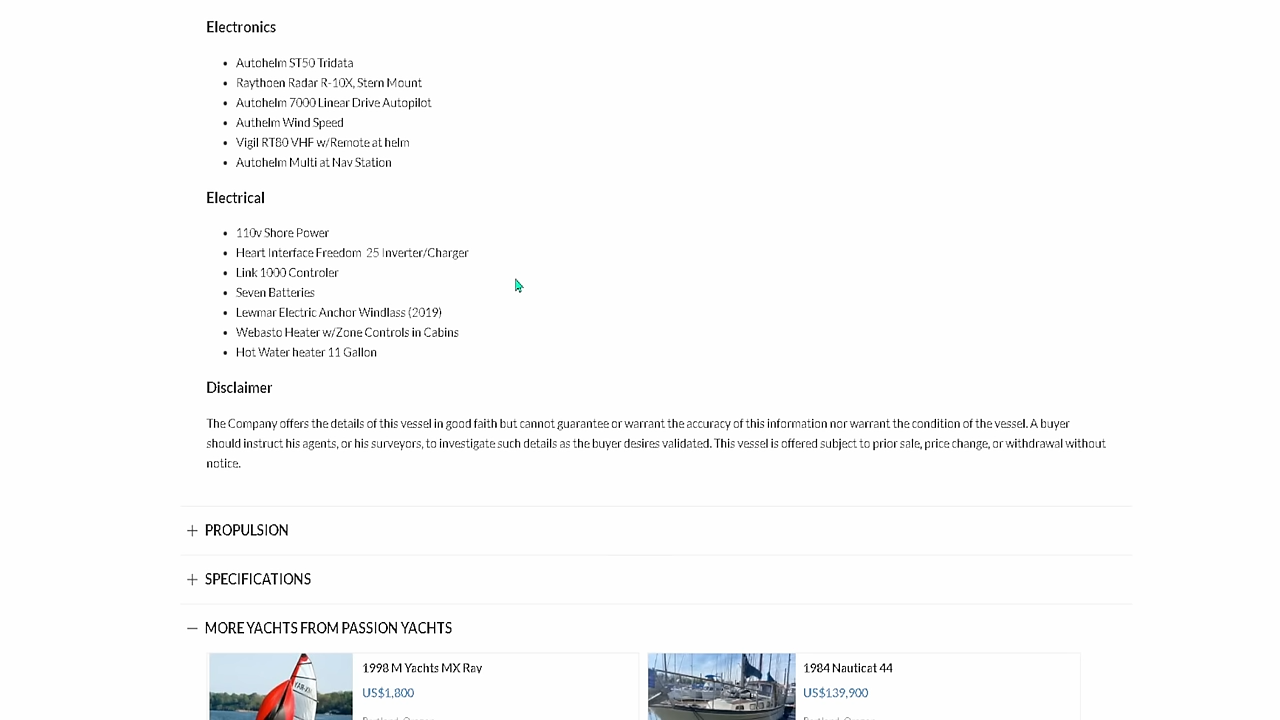 Electronics
Autohelm ST50 Tridata
Raythoen Radar R-10X, Stern Mount
Autohelm 7000 Linear Drive Autopilot
Authelm Wind Speed
Vigil RT80 VHF w/Remote at helm
Autohelm Multi at Nav Station
Electrical
110v Shore Power
Heart Interface Freedom 25 Inverter/Charger
Link 1000 Controler
Seven Batteries
Lewmar Electric Anchor Windlass (2019)
Webasto Heater w/Zone Controls in Cabins
Hot Water heater 11 Gallon
Disclaimer
The Company offers the details of this vessel in good faith but cannot guarantee or warrant the accuracy of this information nor warrant the condition of the vessel. A buyer
should instruct his agents, or his surveyors, to investigate such details as the buyer desires validated. This vessel is offered subject to prior sale, price change, or withdrawal without
notice.
PROPULSION
SPECIFICATIONS
MORE YACHTS FROM PASSION YACHTS
1998 M Yachts MX Ray
US$1,800
1984 Nauticat 44
US$139,900